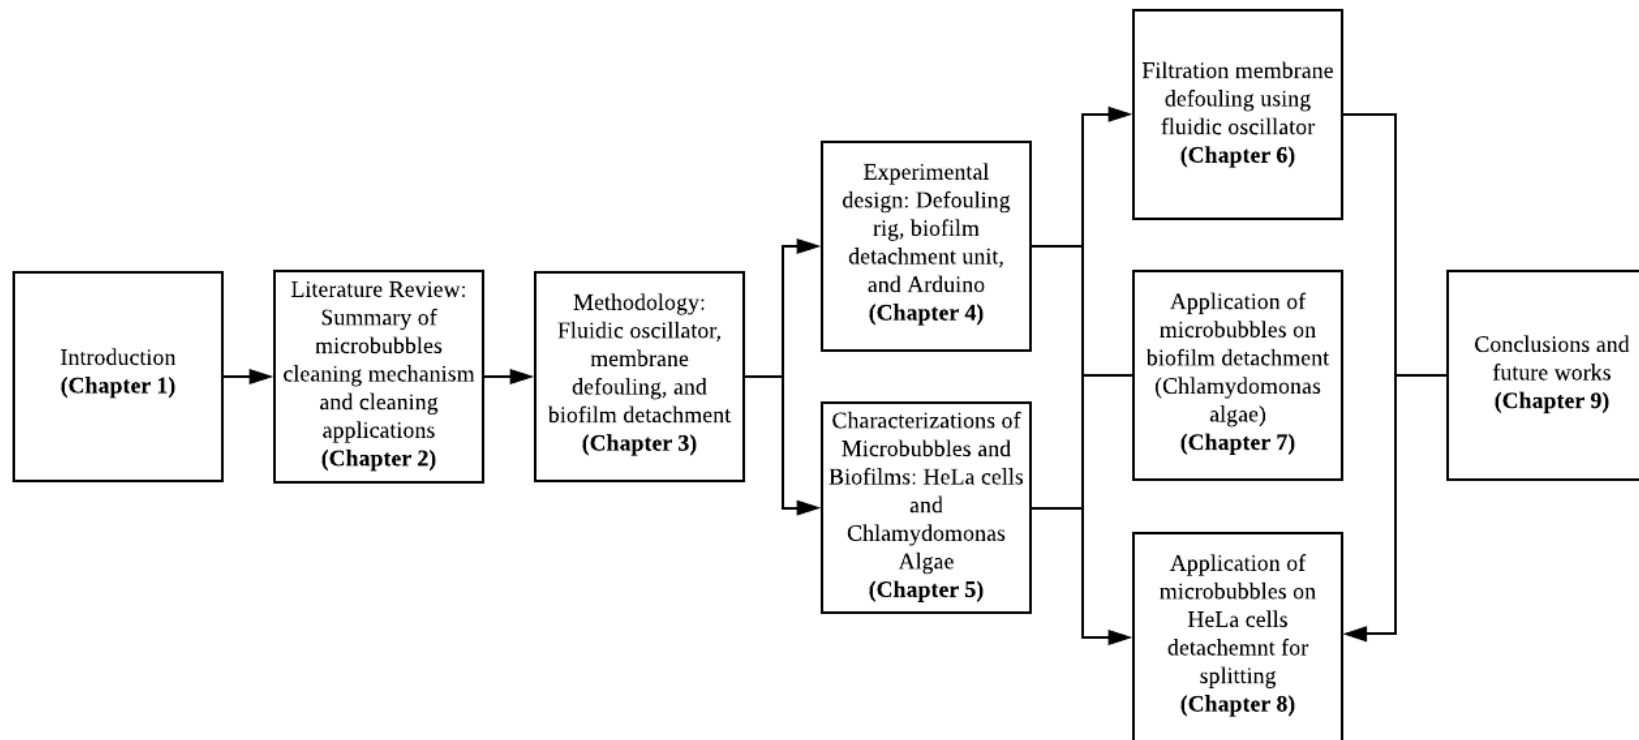 Introduction
(Chapter 1)
Literature Review:
Summary of
microbubbles
cleaning mechanism
and cleaning
applications
(Chapter 2)
Methodology:
Fluidic oscillator,
membrane
defouling, and
biofilm detachment
(Chapter 3)
Experimental
design: Defouling
rig, biofilm
detachment unit,
and Arduino
(Chapter 4)
Characterizations of
Microbubbles and
Biofilms: HeLa cells
and
Chlamydomonas
Algae
(Chapter 5)
Filtration membrane
defouling using
fluidic oscillator
(Chapter 6)
Application of
microbubbles on
biofilm detachment
(Chlamydomonas
algae)
(Chapter 7)
Application of
microbubbles on
HeLa cells
detachemnt for
splitting
(Chapter 8)
Conclusions and
future works
(Chapter 9)